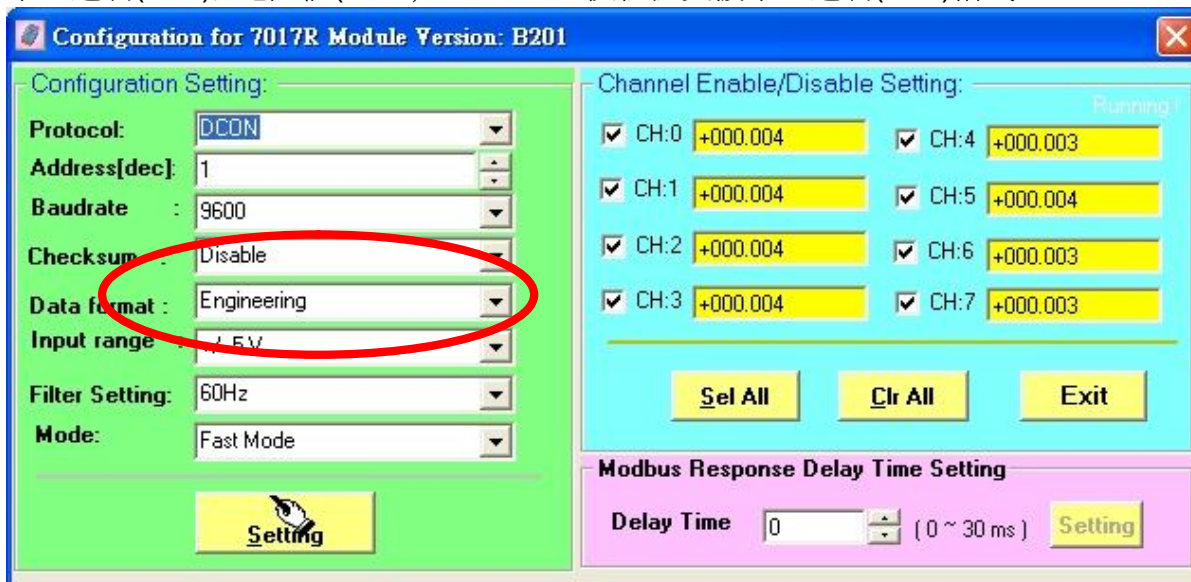 Configuration for 7017R Module Version: B201
Configuration Setting:
Protocol: DCON
Address[dec]: 1
Baudrate : 9600
Checksum : Disable
Data format : Engineering
Input range : +/- 5 V
Filter Setting: 60Hz
Mode: Fast Mode
Setting
Channel Enable/Disable Setting:
Running !
CH:0 +000.004 CH:4 +000.003
CH:1 +000.004 CH:5 +000.004
CH:2 +000.004 CH:6 +000.003
CH:3 +000.004 CH:7 +000.003
Sel All Clr All Exit
Modbus Response Delay Time Setting
Delay Time 0 ( 0 ~ 30 ms ) Setting